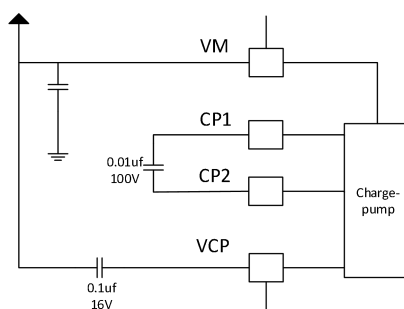 VM
CP1
0.01uf
100V
CP2
Charge-
pump
VCP
0.1uf
16V